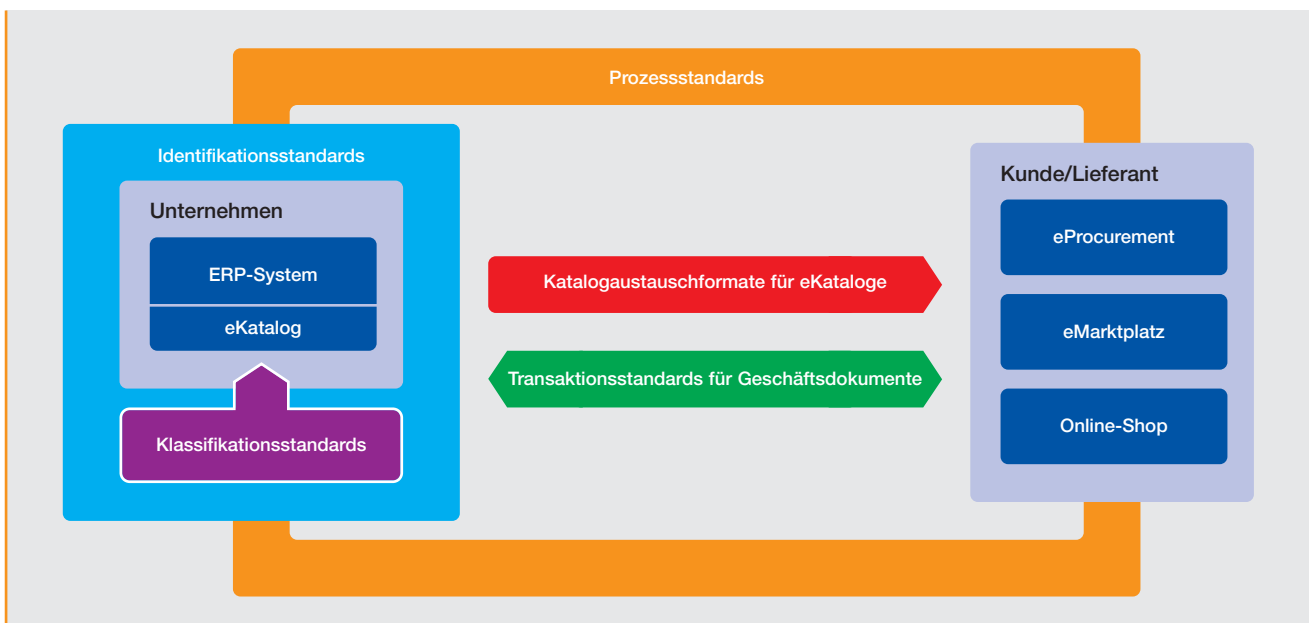 Prozessstandards
Identifikationsstandards
Unternehmen
ERP-System
eKatalog
Klassifikationsstandards
Katalogaustauschformate für eKataloge
Transaktionsstandards für Geschäftsdokumente
Kunde/Lieferant
eProcurement
eMarktplatz
Online-Shop